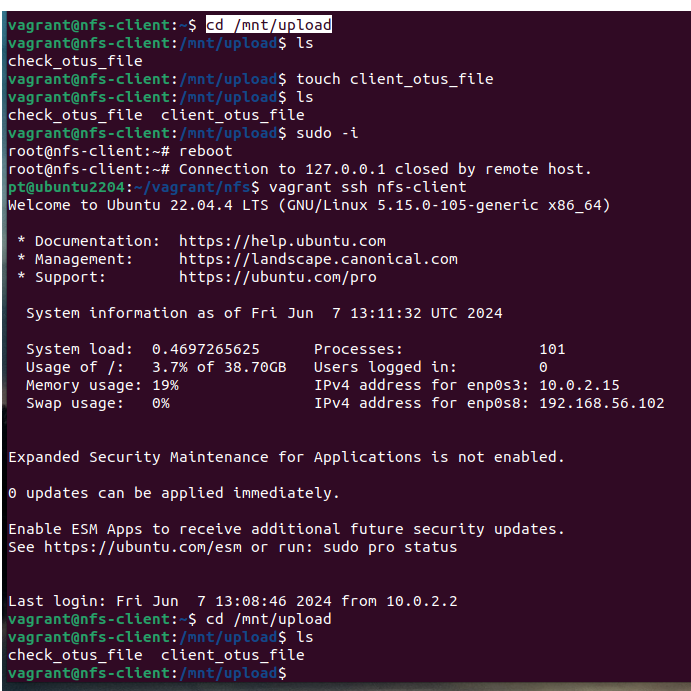 vagrant@nfs-client:~$ cd /mnt/upload
vagrant@nfs-client:/mnt/upload$ ls
check_otus_file
vagrant@nfs-client:/mnt/upload$ touch client_otus_file
vagrant@nfs-client:/mnt/upload$ ls
check_otus_file  client_otus_file
vagrant@nfs-client:/mnt/upload$ sudo -i
root@nfs-client:~# reboot
root@nfs-client:~# Connection to 127.0.0.1 closed by remote host.
pt@ubuntu2204:~/vagrant/nfs$ vagrant ssh nfs-client
Welcome to Ubuntu 22.04.4 LTS (GNU/Linux 5.15.0-105-generic x86_64)

 * Documentation:  https://help.ubuntu.com
 * Management:     https://landscape.canonical.com
 * Support:        https://ubuntu.com/pro

  System information as of Fri Jun  7 13:11:32 UTC 2024

  System load:  0.4697265625      Processes:               101
  Usage of /:   3.7% of 38.70GB   Users logged in:         0
  Memory usage: 19%               IPv4 address for enp0s3: 10.0.2.15
  Swap usage:   0%                IPv4 address for enp0s8: 192.168.56.102

Expanded Security Maintenance for Applications is not enabled.

0 updates can be applied immediately.

Enable ESM Apps to receive additional future security updates.
See https://ubuntu.com/esm or run: sudo pro status

Last login: Fri Jun  7 13:08:46 2024 from 10.0.2.2
vagrant@nfs-client:~$ cd /mnt/upload
vagrant@nfs-client:/mnt/upload$ ls
check_otus_file  client_otus_file
vagrant@nfs-client:/mnt/upload$